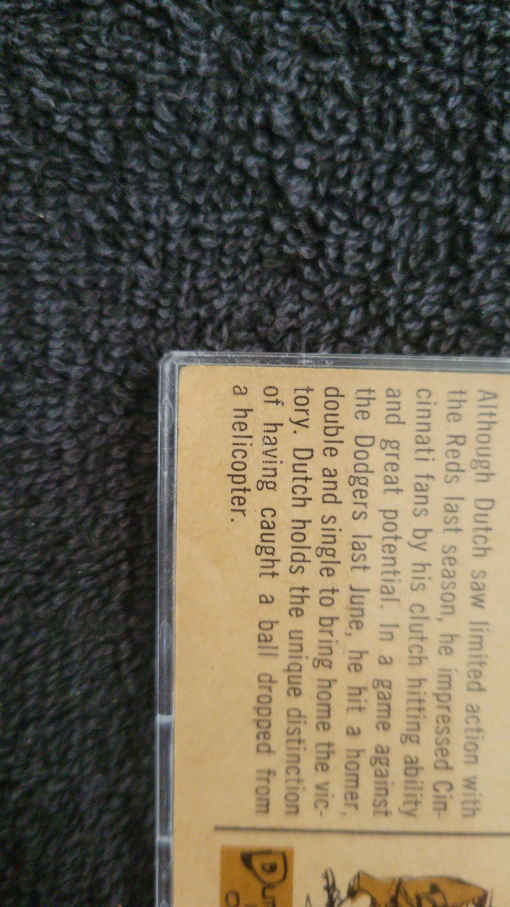 Although Dutch saw limited action with
the Reds last season, he impressed Cin-
cinnati fans by his clutch hitting ability
and great potential. In a game against
the Dodgers last June, he hit a homer,
double and single to bring home the vic-
tory. Dutch holds the unique distinction
of having caught a ball dropped from
a helicopter.